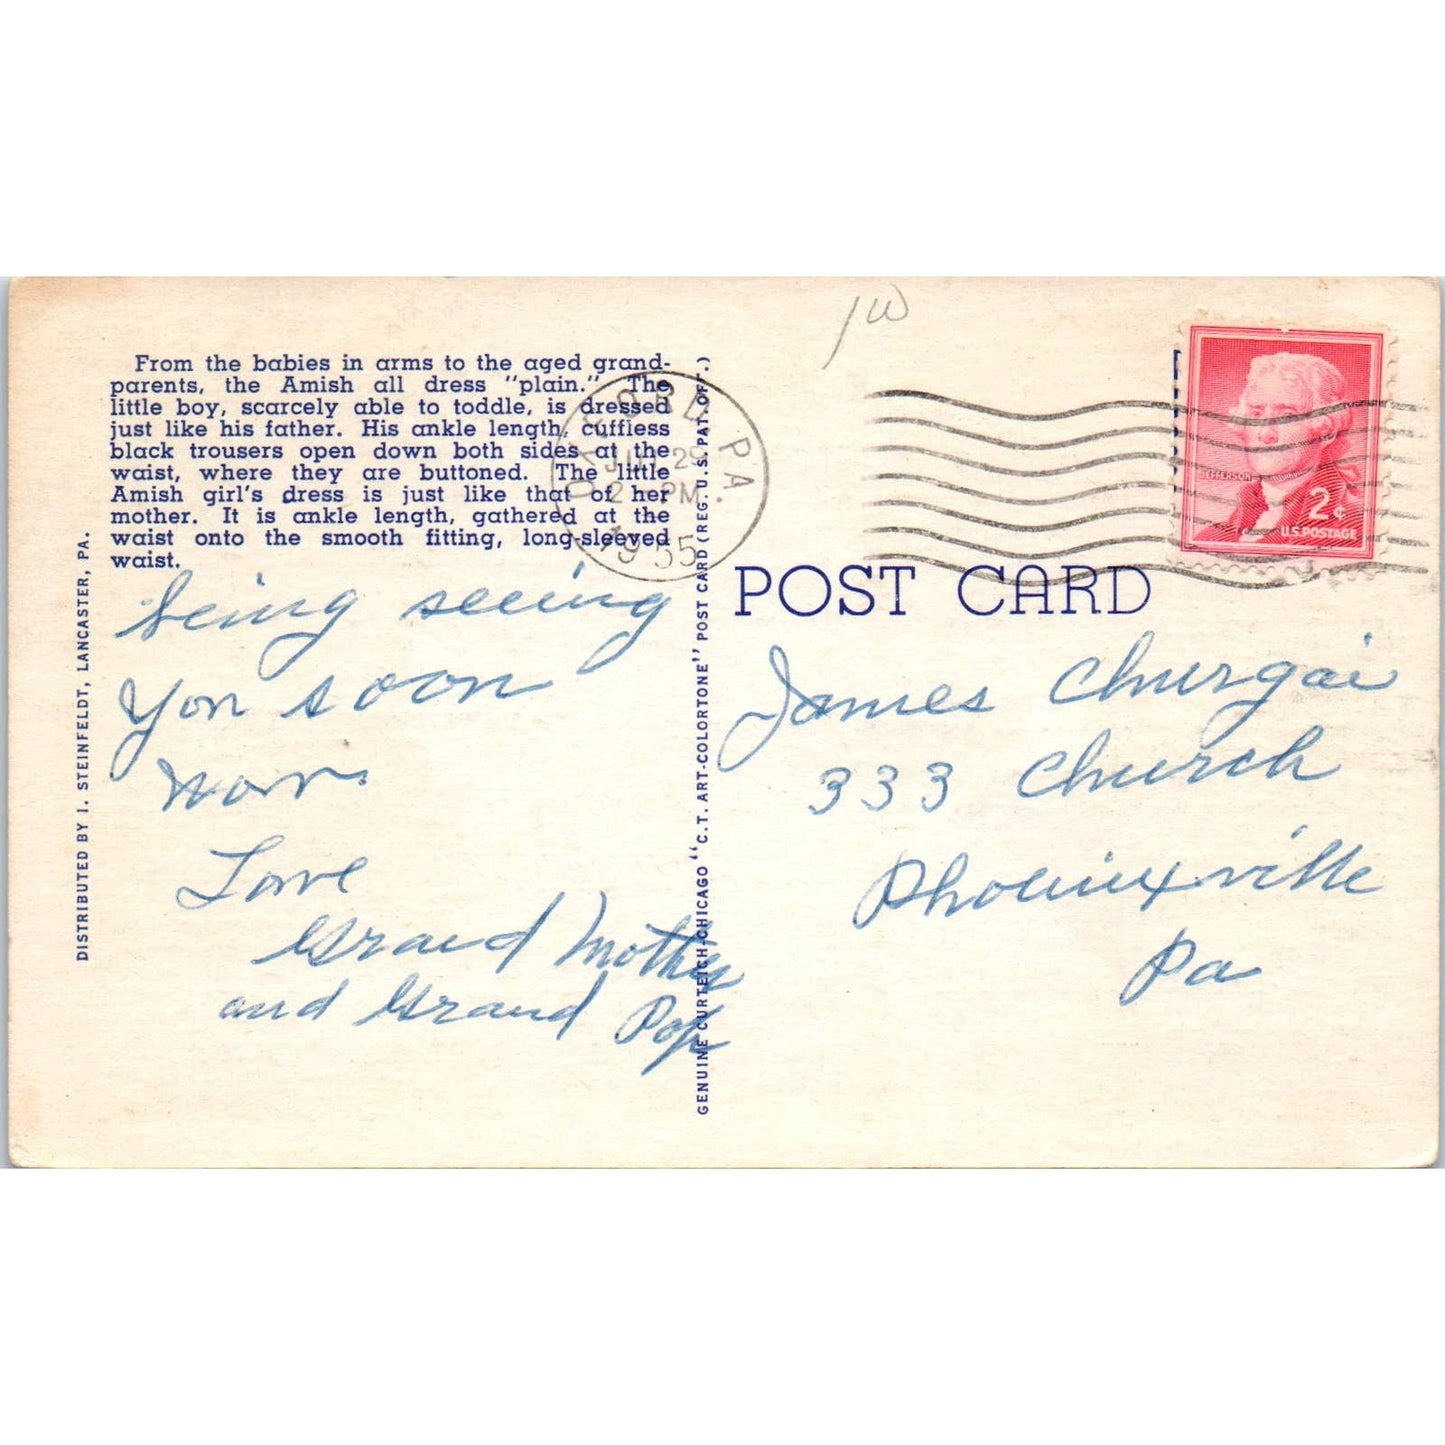 From the babies in arms to the aged grand-
parents, the Amish all dress "plain." The
little boy, scarcely able to toddle, is dressed
just like his father. His ankle length, cuffless
black trousers open down both sides at the
waist, where they are buttoned. The little
Amish girl's dress is just like that of her
mother. It is ankle length, gathered at the
waist onto the smooth fitting, long-sleeved
waist.
being seeing
you soon
now.
Love
Grand Mother
and Grand Pop
DISTRIBUTED BY I. STEINFELDT, LANCASTER, PA.
GENUINE CURTEICH-CHICAGO "C.T. ART-COLORTONE" POST CARD (REG. U.S. PAT. OFF.)
OXFORD PA.
29
2 PM
1955
JEFFERSON
2¢
U.S. POSTAGE
POST CARD
James Churgai
333 Church
Phoenixville
Pa